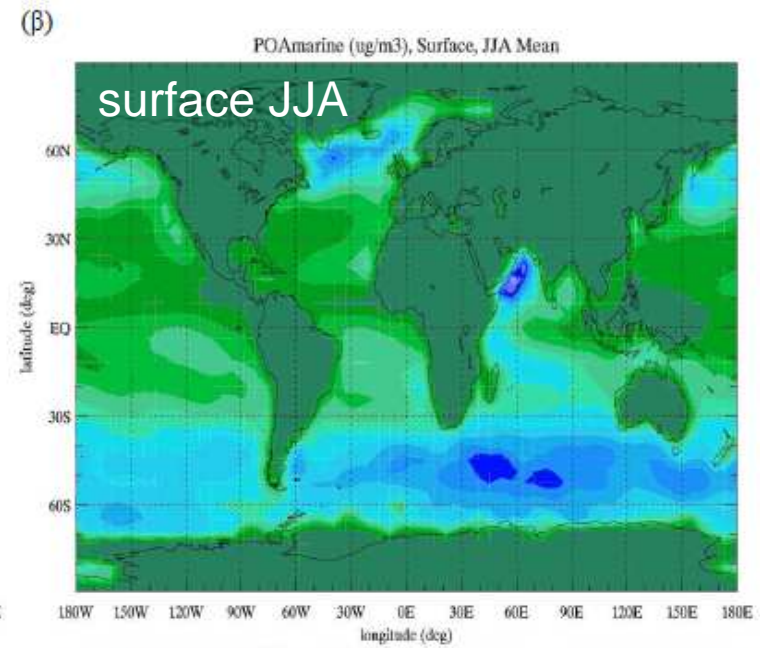 (β)
POAmarine (ug/m3), Surface, JJA Mean
surface JJA
60N
30N
EQ
30S
60S
latitude (deg)
180W 150W 120W 90W 60W 30W 0E 30E 60E 90E 120E 150E 180E
longitude (deg)